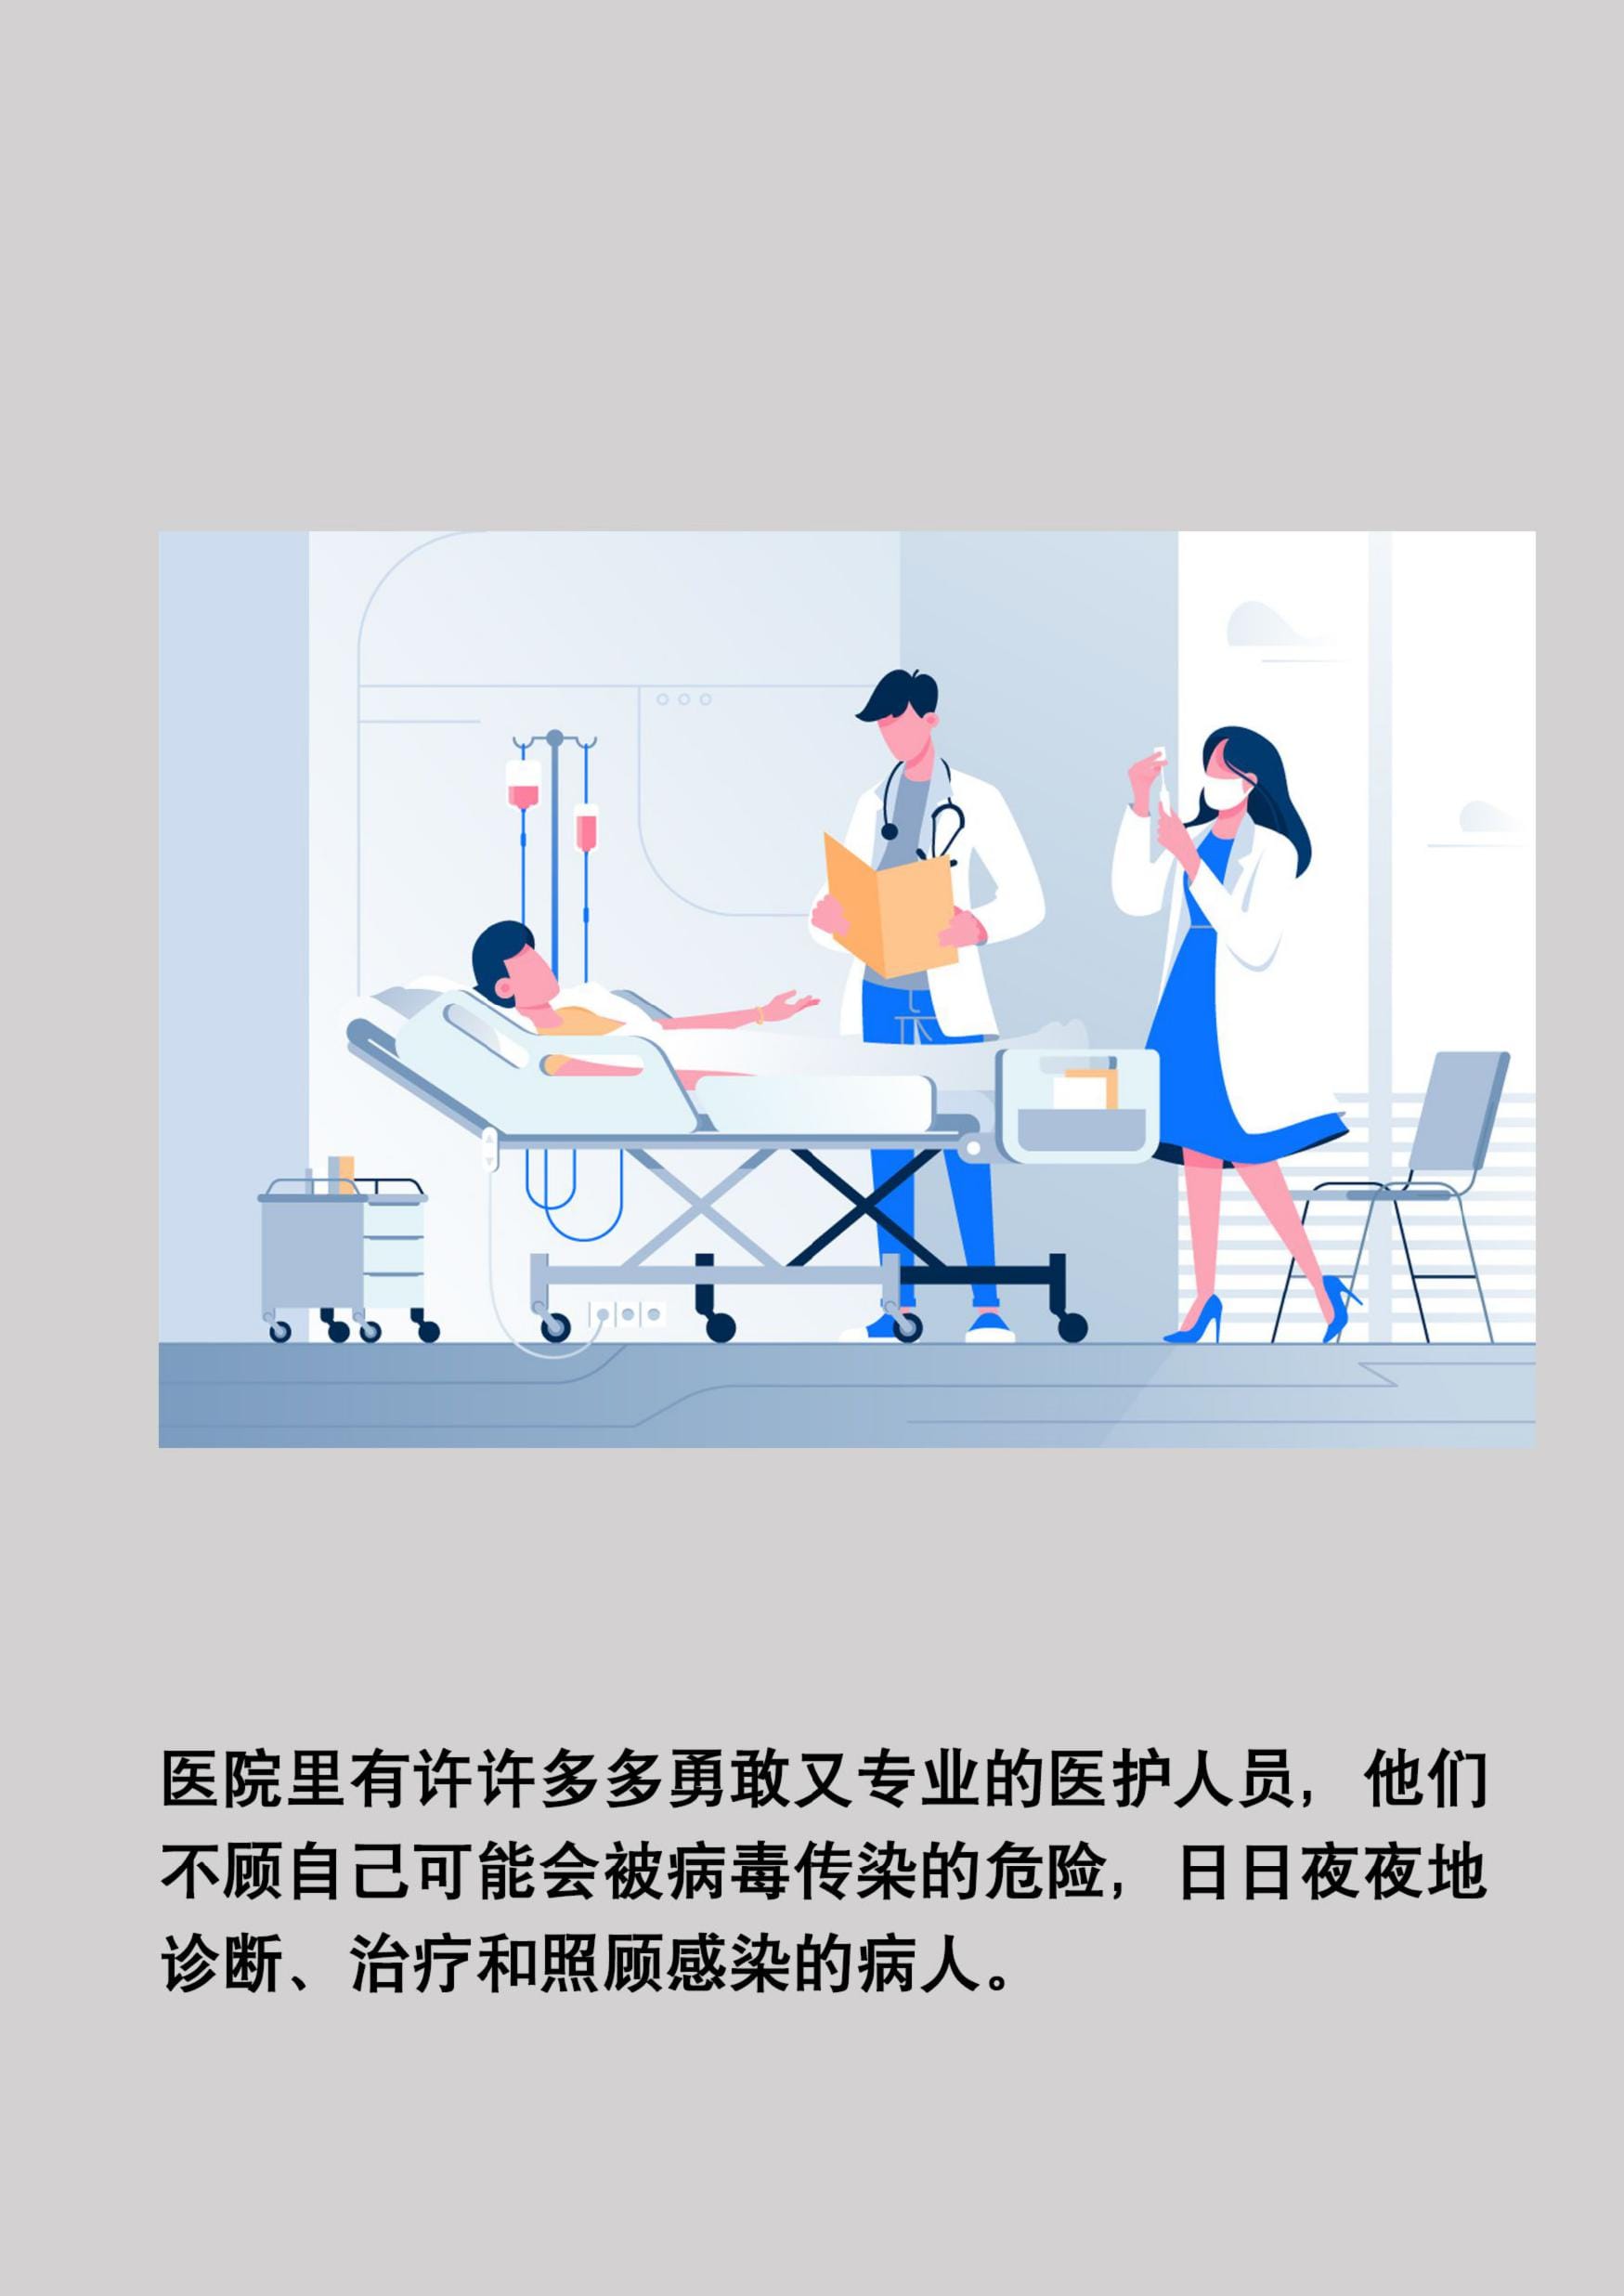 医院里有许许多多勇敢又专业的医护人员，他们
不顾自己可能会被病毒传染的危险，日日夜夜地
诊断、治疗和照顾感染的病人。